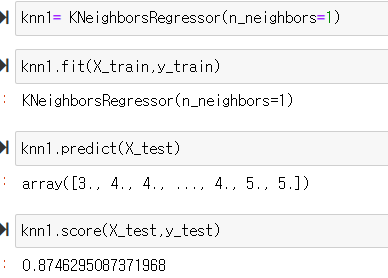 knn1= KNeighborsRegressor(n_neighbors=1)
knn1.fit(X_train,y_train)
KNeighborsRegressor(n_neighbors=1)
knn1.predict(X_test)
array([3., 4., 4., ..., 4., 5., 5.])
knn1.score(X_test,y_test)
0.8746295087371968